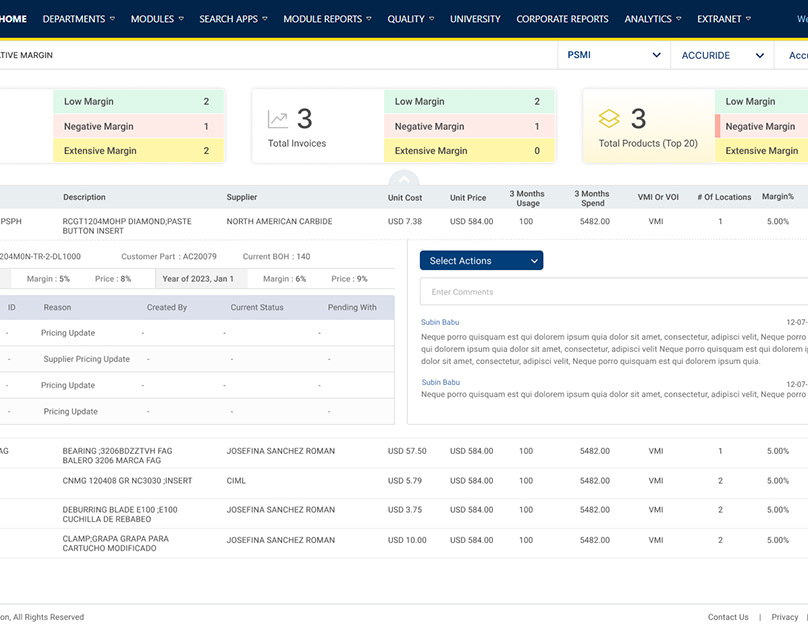 HOME DEPARTMENTS MODULES SEARCH APPS MODULE REPORTS QUALITY UNIVERSITY CORPORATE REPORTS ANALYTICS EXTRANET We
TIVE MARGIN PSMI ACCURIDE Accu
Low Margin 2
Negative Margin 1
Extensive Margin 2
3
Total Invoices
Low Margin 2
Negative Margin 1
Extensive Margin 0
3
Total Products (Top 20)
Low Margin
Negative Margin
Extensive Margin
Description Supplier Unit Cost Unit Price 3 Months Usage 3 Months Spend VMI Or VOI # Of Locations Margin%
PSPH RCGT1204MOHP DIAMOND;PASTE NORTH AMERICAN CARBIDE USD 7.38 USD 584.00 100 5482.00 VMI 1 5.00%
BUTTON INSERT
204M0N-TR-2-DL1000 Customer Part : AC20079 Current BOH : 140
Margin : 5% Price : 8% Year of 2023, Jan 1 Margin : 6% Price : 9%
ID Reason Created By Current Status Pending With
- Pricing Update - - -
- Supplier Pricing Update - - -
- Pricing Update - - -
- Pricing Update - - -
Select Actions
Enter Comments
Subin Babu 12-07-
Neque porro quisquam est qui dolorem ipsum quia dolor sit amet, consectetur, adipisci velit, Neque porro
qui dolorem ipsum quia dolor sit amet, consectetur, adipisci velit Neque porro quisquam est qui dolorem ip
dolor sit amet, consectetur, adipisci velit, Neque porro quisquam est qui dolorem ipsum quia.
Subin Babu 12-07-
Neque porro quisquam est qui dolorem ipsum quia dolor sit amet, consectetur, adipisci velit, Neque porro
AG BEARING ;3206BDZZTVH FAG JOSEFINA SANCHEZ ROMAN USD 57.50 USD 584.00 100 5482.00 VMI 1 5.00%
BALERO 3206 MARCA FAG
CNMG 120408 GR NC3030 ;INSERT CIML USD 5.79 USD 584.00 100 5482.00 VMI 2 5.00%
DEBURRING BLADE E100 ;E100 JOSEFINA SANCHEZ ROMAN USD 3.75 USD 584.00 100 5482.00 VMI 2 5.00%
CUCHILLA DE REBABEO
CLAMP;GRAPA GRAPA PARA JOSEFINA SANCHEZ ROMAN USD 10.00 USD 584.00 100 5482.00 VMI 2 5.00%
CARTUCHO MODIFICADO
on, All Rights Reserved Contact Us | Privacy |